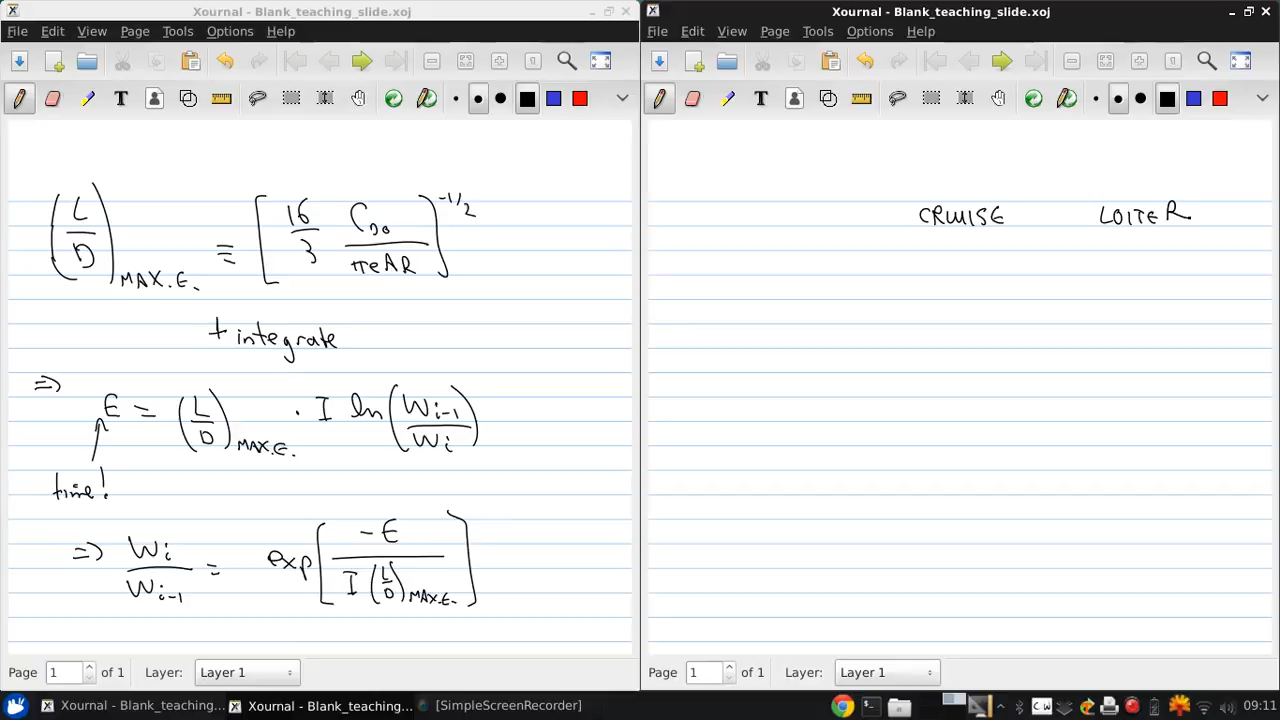 Xournal - Blank_teaching_slide.xoj
File Edit View Page Tools Options Help
(L/D)MAX.E. ≡ [16/3 CD0/πeAR]^-1/2
+ integrate
⇒ E = (L/D)MAX.E. · I ln(Wi-1/Wi)
time!
⇒ Wi/Wi-1 = exp[-E/I(L/D)MAX.E.]
Page 1 of 1 Layer: Layer 1
Xournal - Blank_teaching_slide.xoj
File Edit View Page Tools Options Help
CRUISE LOITER
Page 1 of 1 Layer: Layer 1
Xournal - Blank_teaching... Xournal - Blank_teaching... [SimpleScreenRecorder] 09:11